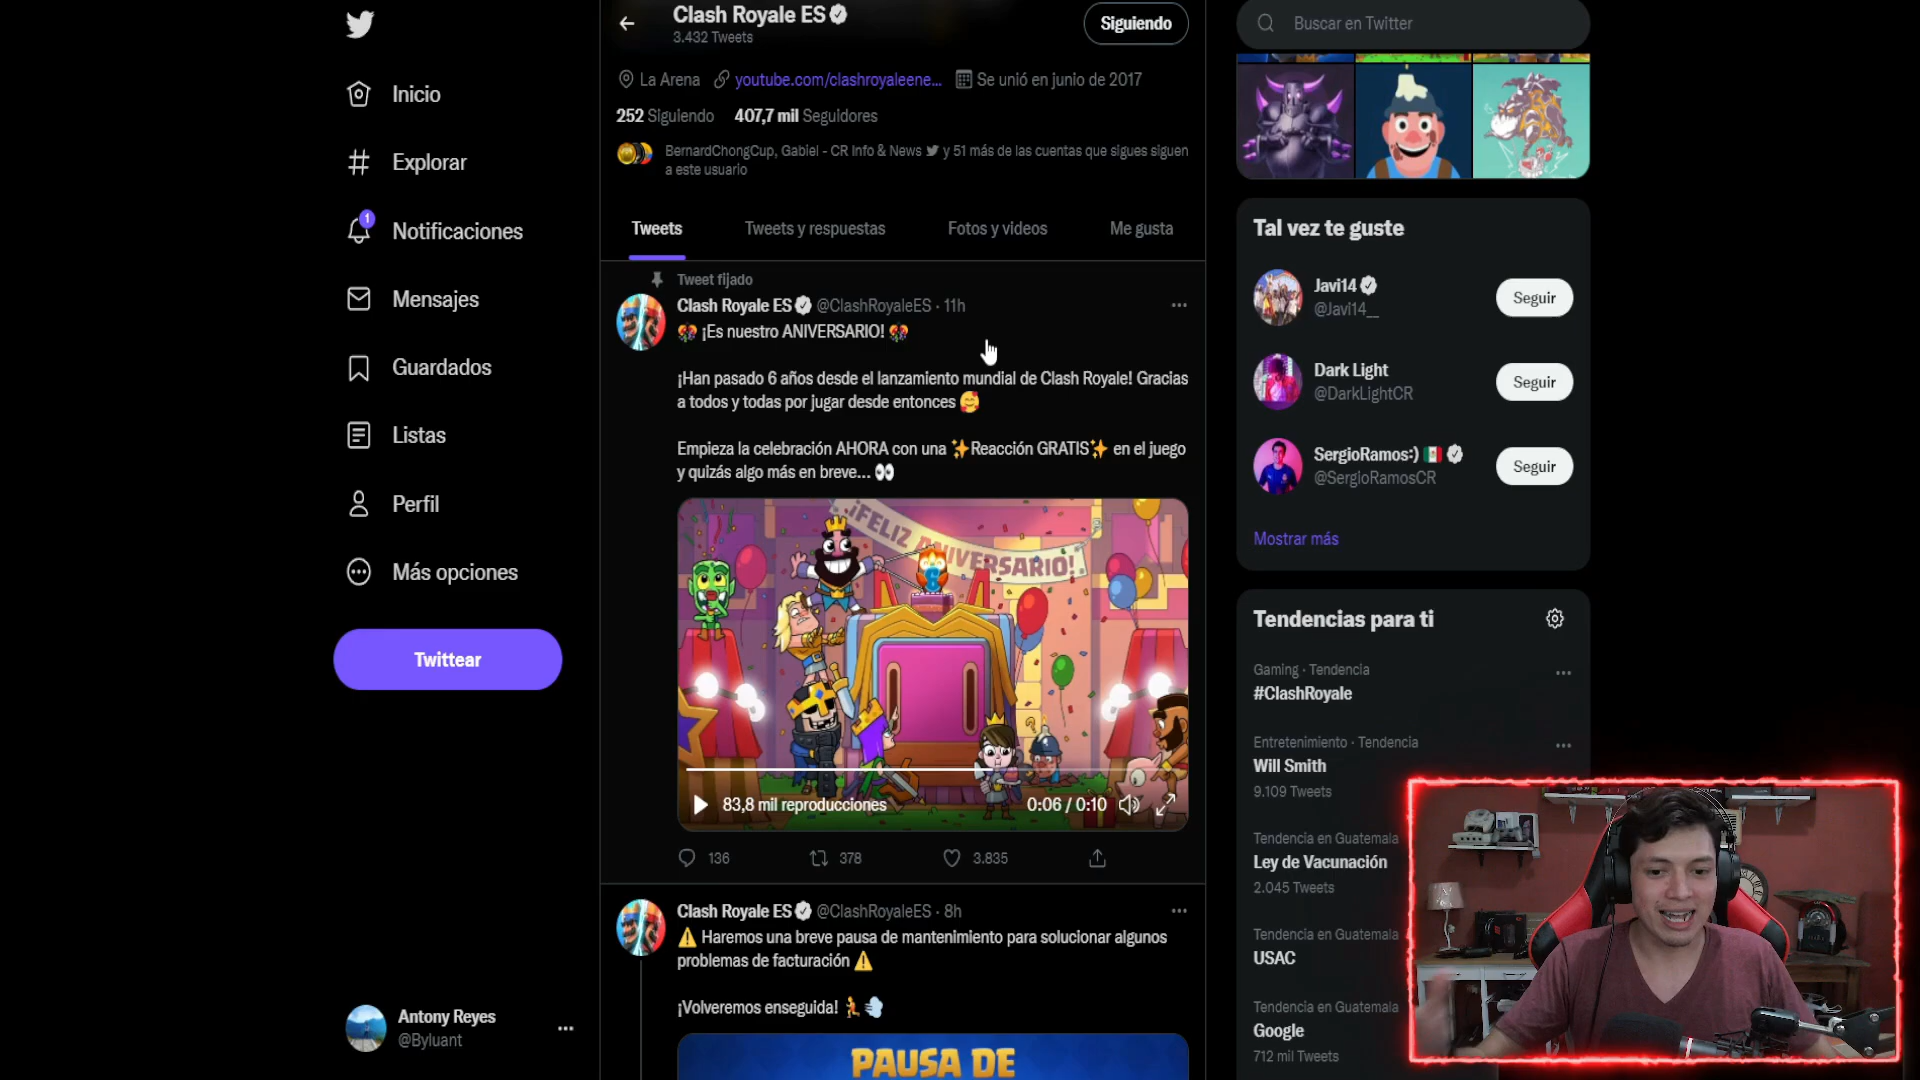 Inicio
Explorar
1
Notificaciones
Mensajes
Guardados
Listas
Perfil
Más opciones
Twittear
Antony Reyes
@Byluant
Clash Royale ES
3.432 Tweets
Siguiendo
La Arena
youtube.com/clashroyaleene...
Se unió en junio de 2017
252 Siguiendo
407,7 mil Seguidores
BernardChongCup, Gabiel - CR Info & News y 51 más de las cuentas que sigues siguen
a este usuario
Tweets
Tweets y respuestas
Fotos y videos
Me gusta
Tweet fijado
Clash Royale ES @ClashRoyaleES · 11h
¡Es nuestro ANIVERSARIO!
¡Han pasado 6 años desde el lanzamiento mundial de Clash Royale! Gracias
a todos y todas por jugar desde entonces 🥰
Empieza la celebración AHORA con una ✨Reacción GRATIS✨ en el juego
y quizás algo más en breve... 👀
¡FELIZ ANIVERSARIO!
6
83,8 mil reproducciones
0:06 / 0:10
136
378
3.835
Clash Royale ES @ClashRoyaleES · 8h
⚠️ Haremos una breve pausa de mantenimiento para solucionar algunos
problemas de facturación ⚠️
¡Volveremos enseguida! 🏃💨
PAUSA DE
Buscar en Twitter
Tal vez te guste
Javi14
@Javi14__
Seguir
Dark Light
@DarkLightCR
Seguir
SergioRamos:) 🇲🇽
@SergioRamosCR
Seguir
Mostrar más
Tendencias para ti
Gaming · Tendencia
#ClashRoyale
Entretenimiento · Tendencia
Will Smith
9.109 Tweets
Tendencia en Guatemala
Ley de Vacunación
2.045 Tweets
Tendencia en Guatemala
USAC
Tendencia en Guatemala
Google
712 mil Tweets